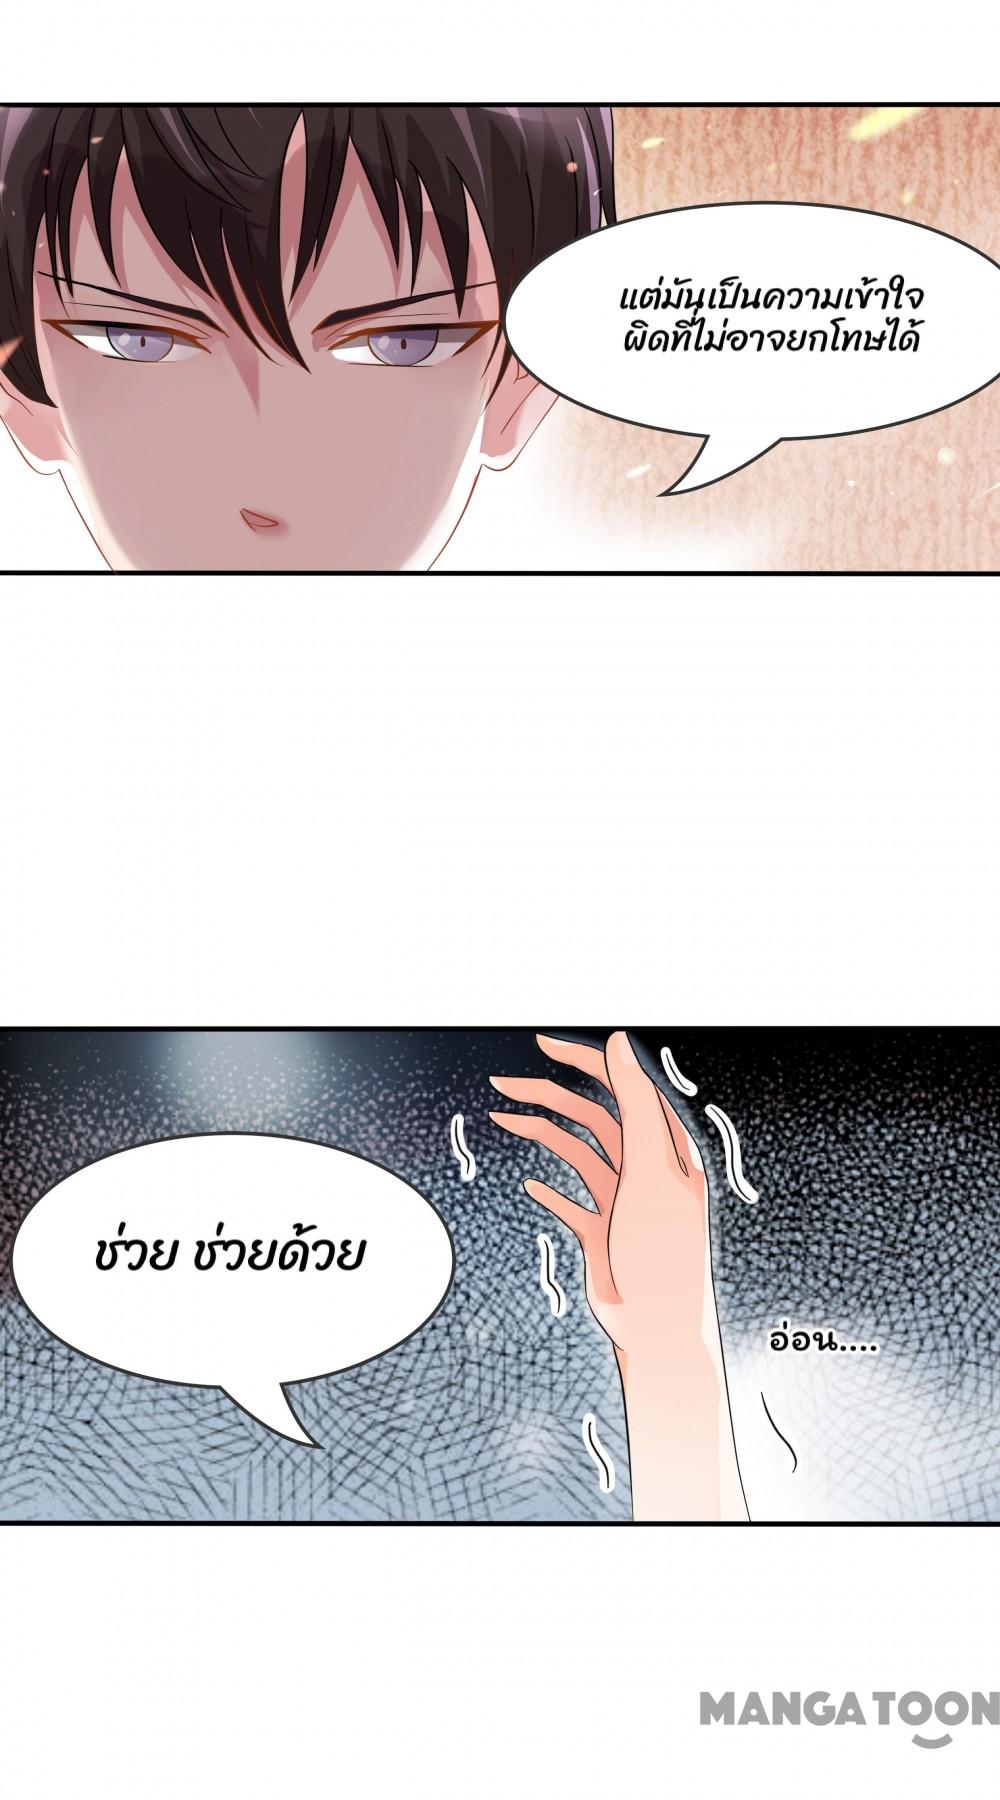 แต่มันเป็นความเข้าใจ
ผิดที่ไม่อาจยกโทษได้
ช่วย ช่วยด้วย
อ่อน....
MANGATOON